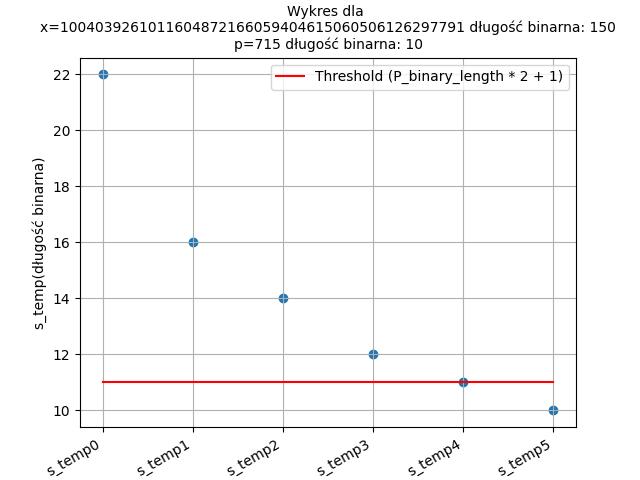 Wykres dla
x=1004039261011604872166059404615060506126297791 długość binarna: 150
p=715 długość binarna: 10
Threshold (P_binary_length * 2 + 1)
s_temp(długość binarna)
22
20
18
16
14
12
10
s_temp0
s_temp1
s_temp2
s_temp3
s_temp4
s_temp5